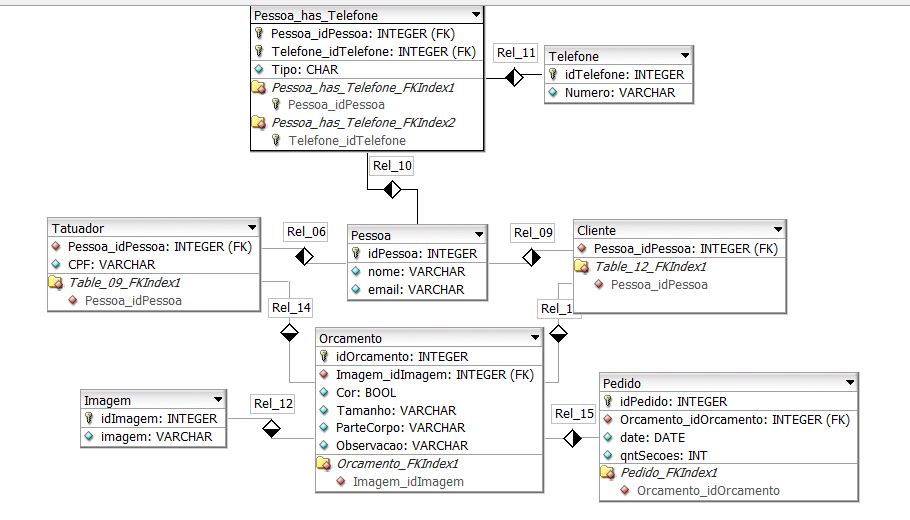 Pessoa_has_Telefone
Pessoa_idPessoa: INTEGER (FK)
Telefone_idTelefone: INTEGER (FK)
Tipo: CHAR
Pessoa_has_Telefone_FKIndex1
Pessoa_idPessoa
Pessoa_has_Telefone_FKIndex2
Telefone_idTelefone
Rel_11
Telefone
idTelefone: INTEGER
Numero: VARCHAR
Rel_10
Tatuador
Pessoa_idPessoa: INTEGER (FK)
CPF: VARCHAR
Table_09_FKIndex1
Pessoa_idPessoa
Rel_06
Pessoa
idPessoa: INTEGER
nome: VARCHAR
email: VARCHAR
Rel_09
Cliente
Pessoa_idPessoa: INTEGER (FK)
Table_12_FKIndex1
Pessoa_idPessoa
Rel_14
Rel_1
Orcamento
idOrcamento: INTEGER
Imagem_idImagem: INTEGER (FK)
Cor: BOOL
Tamanho: VARCHAR
ParteCorpo: VARCHAR
Observacao: VARCHAR
Orcamento_FKIndex1
Imagem_idImagem
Imagem
idImagem: INTEGER
imagem: VARCHAR
Rel_12
Rel_15
Pedido
idPedido: INTEGER
Orcamento_idOrcamento: INTEGER (FK)
date: DATE
qntSecoes: INT
Pedido_FKIndex1
Orcamento_idOrcamento